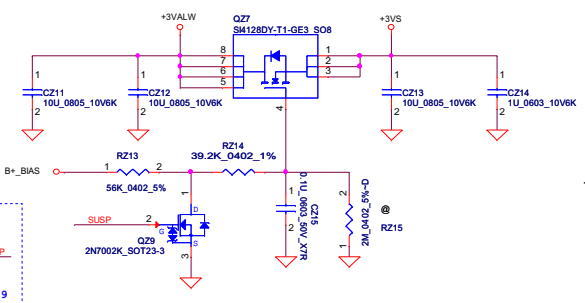 +3VALW
QZ7
SI4128DY-T1-GE3_SO8
+3VS
8
7
6
5
1
2
3
4
1
CZ11
10U_0805_10V6K
2
1
CZ12
10U_0805_10V6K
2
1
CZ13
10U_0805_10V6K
2
1
CZ14
1U_0603_10V6K
2
B+_BIAS
RZ13
1
2
56K_0402_5%
RZ14
39.2K_0402_1%
SUSP
2
G
1
D
S
3
QZ9
2N7002K_SOT23-3
1
2
CZ15
0.1U_0603_50V_X7R
2
1
2M_0402_5%~D
@
RZ15
P
9